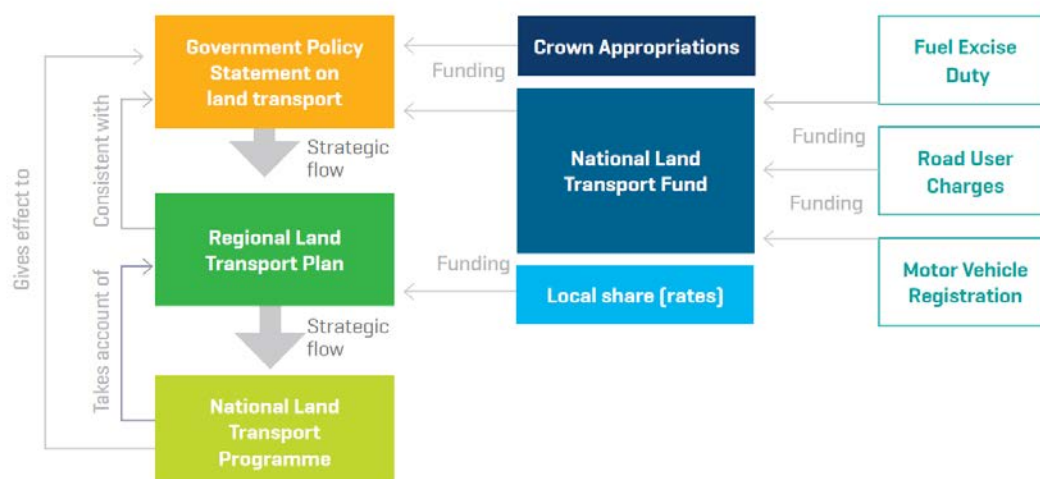 Government Policy
Statement on
land transport
Strategic
flow
Regional Land
Transport Plan
Strategic
flow
National Land
Transport
Programme
Gives effect to
Consistent with
Takes account of
Funding
Funding
Crown Appropriations
National Land
Transport Fund
Local share (rates)
Funding
Funding
Fuel Excise
Duty
Road User
Charges
Motor Vehicle
Registration